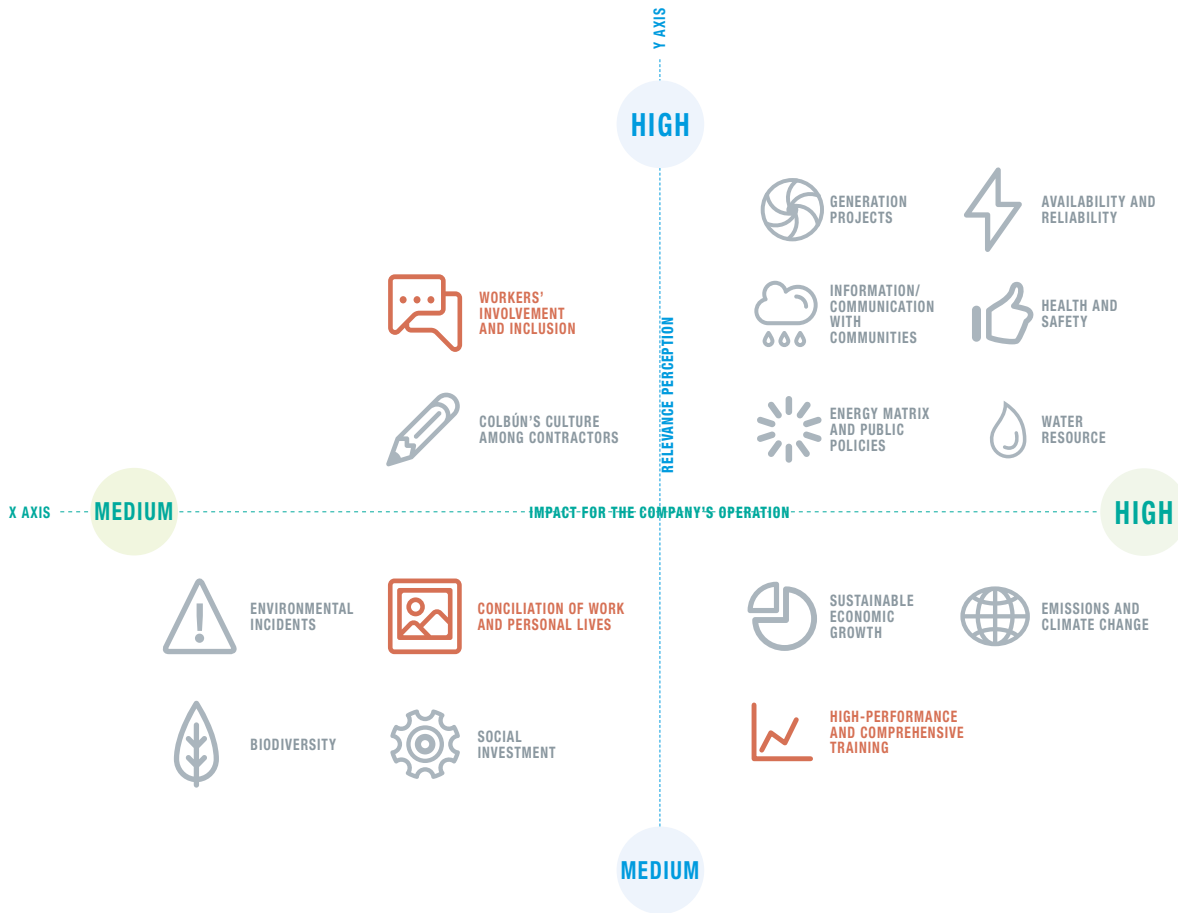 Y AXIS
HIGH
GENERATION
PROJECTS
AVAILABILITY AND
RELIABILITY
WORKERS'
INVOLVEMENT
AND INCLUSION
INFORMATION/
COMMUNICATION
WITH
COMMUNITIES
HEALTH AND
SAFETY
RELEVANCE PERCEPTION
COLBÚN'S CULTURE
AMONG CONTRACTORS
ENERGY MATRIX
AND PUBLIC
POLICIES
WATER
RESOURCE
X AXIS
MEDIUM
IMPACT FOR THE COMPANY'S OPERATION
HIGH
ENVIRONMENTAL
INCIDENTS
CONCILIATION OF WORK
AND PERSONAL LIVES
SUSTAINABLE
ECONOMIC
GROWTH
EMISSIONS AND
CLIMATE CHANGE
BIODIVERSITY
SOCIAL
INVESTMENT
HIGH-PERFORMANCE
AND COMPREHENSIVE
TRAINING
MEDIUM